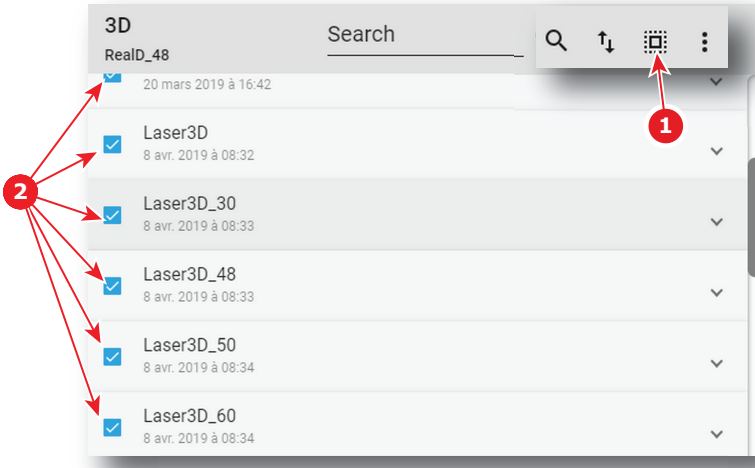 3D
RealD_48
Search
1
20 mars 2019 à 16:42
Laser3D
8 avr. 2019 à 08:32
2
Laser3D_30
8 avr. 2019 à 08:33
Laser3D_48
8 avr. 2019 à 08:33
Laser3D_50
8 avr. 2019 à 08:34
Laser3D_60
8 avr. 2019 à 08:34